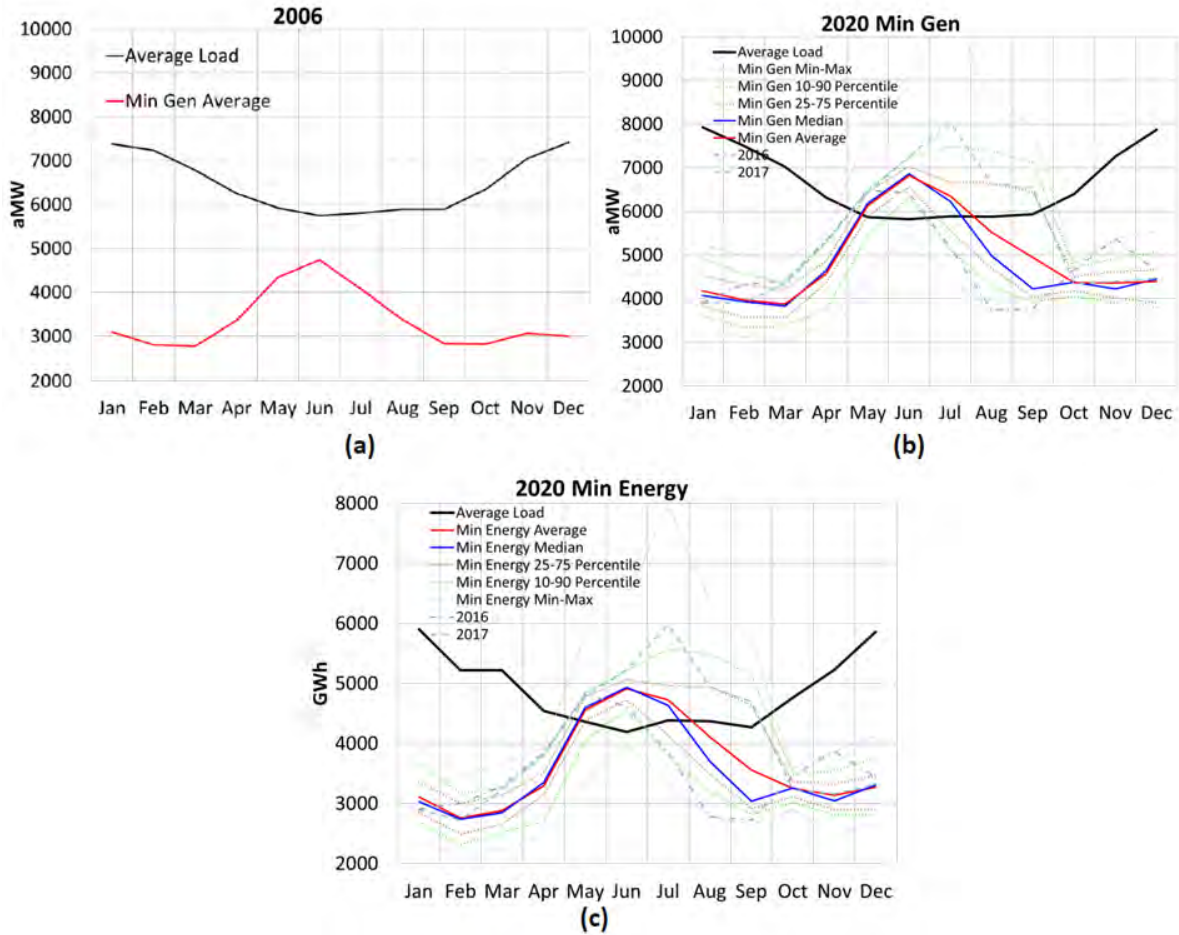 2006
10000
9000
8000
7000
6000
5000
4000
3000
2000
aMW
Average Load
Min Gen Average
Jan Feb Mar Apr May Jun Jul Aug Sep Oct Nov Dec
(a)
2020 Min Gen
10000
9000
8000
7000
6000
5000
4000
3000
2000
aMW
Average Load
Min Gen Min-Max
Min Gen 10-90 Percentile
Min Gen 25-75 Percentile
Min Gen Median
Min Gen Average
2016
2017
Jan Feb Mar Apr May Jun Jul Aug Sep Oct Nov Dec
(b)
2020 Min Energy
8000
7000
6000
5000
4000
3000
2000
GWh
Average Load
Min Energy Average
Min Energy Median
Min Energy 25-75 Percentile
Min Energy 10-90 Percentile
Min Energy Min-Max
2016
2017
Jan Feb Mar Apr May Jun Jul Aug Sep Oct Nov Dec
(c)